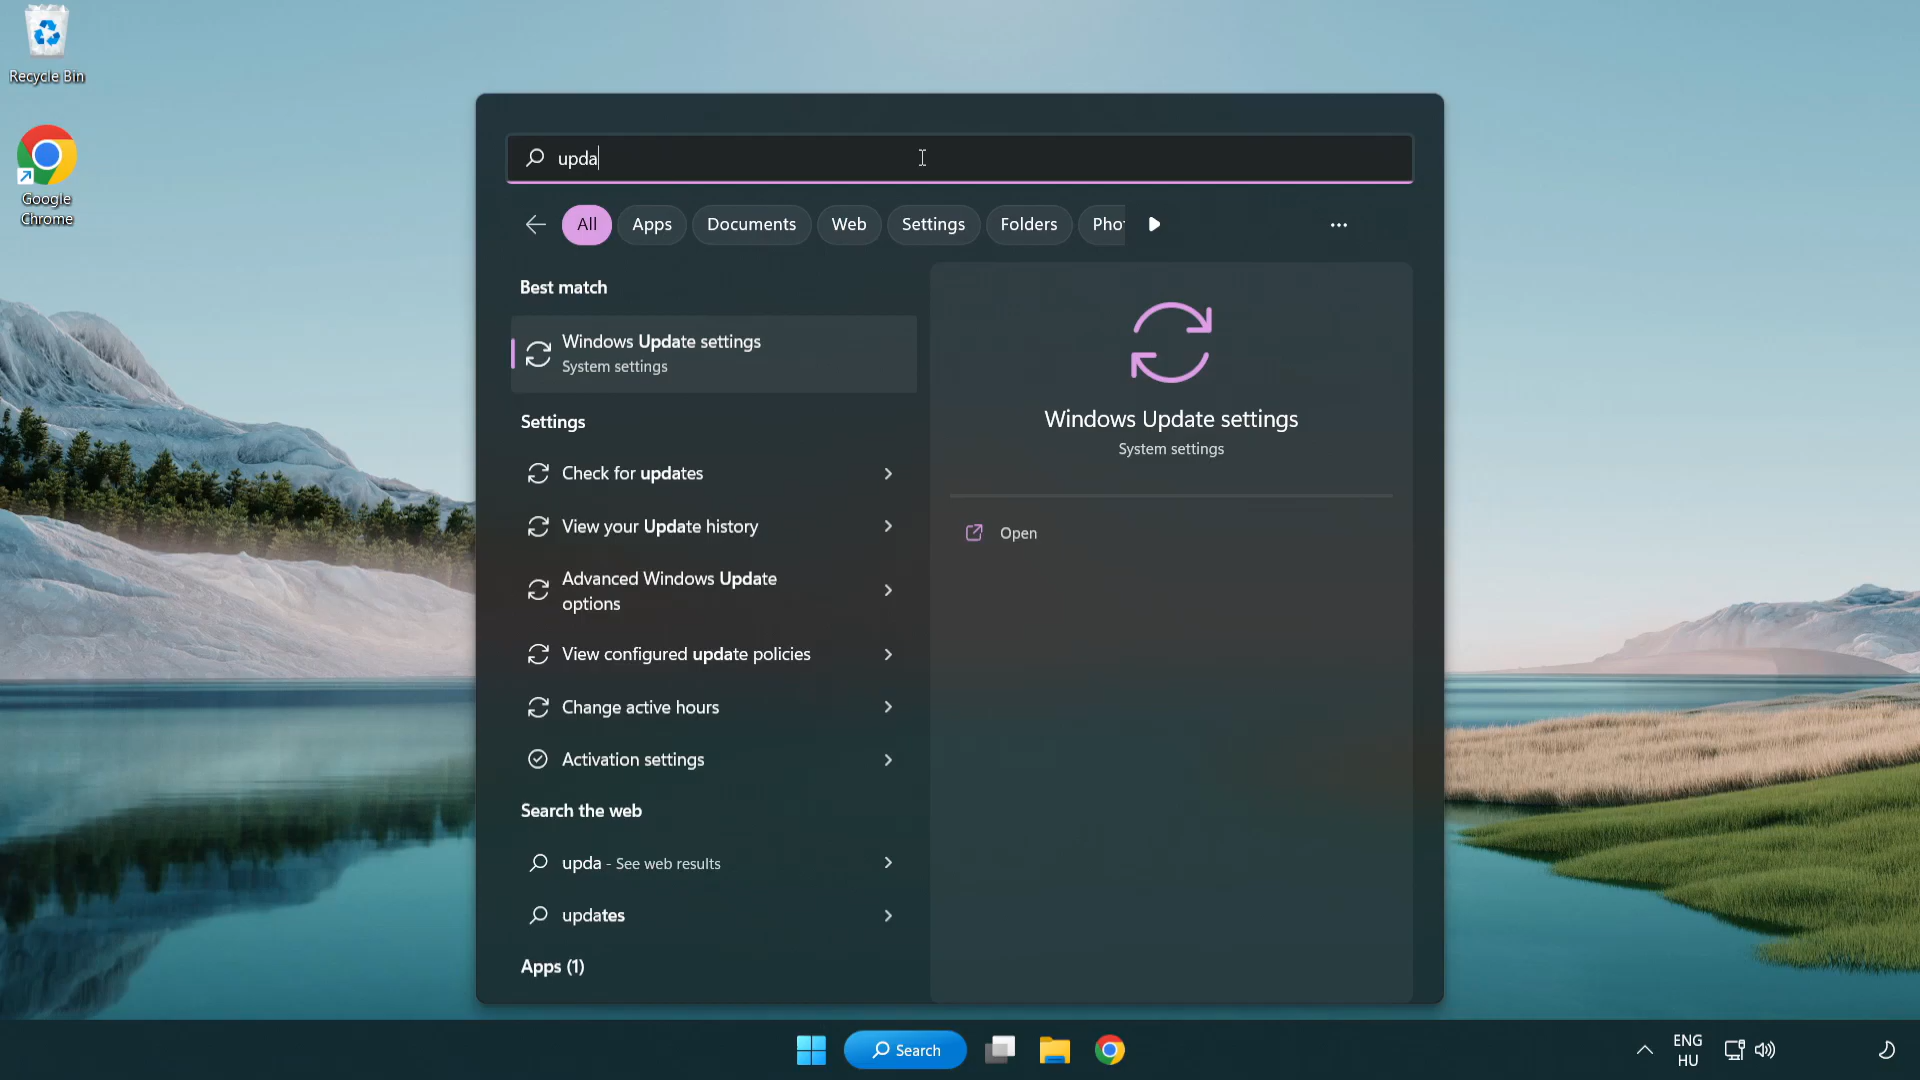 Recycle Bin
Google
Chrome
upda
All
Apps
Documents
Web
Settings
Folders
Pho
Best match
Windows Update settings
System settings
Settings
Check for updates
View your Update history
Advanced Windows Update
options
View configured update policies
Change active hours
Activation settings
Search the web
upda - See web results
updates
Apps (1)
Windows Update settings
System settings
Open
Search
ENG
HU